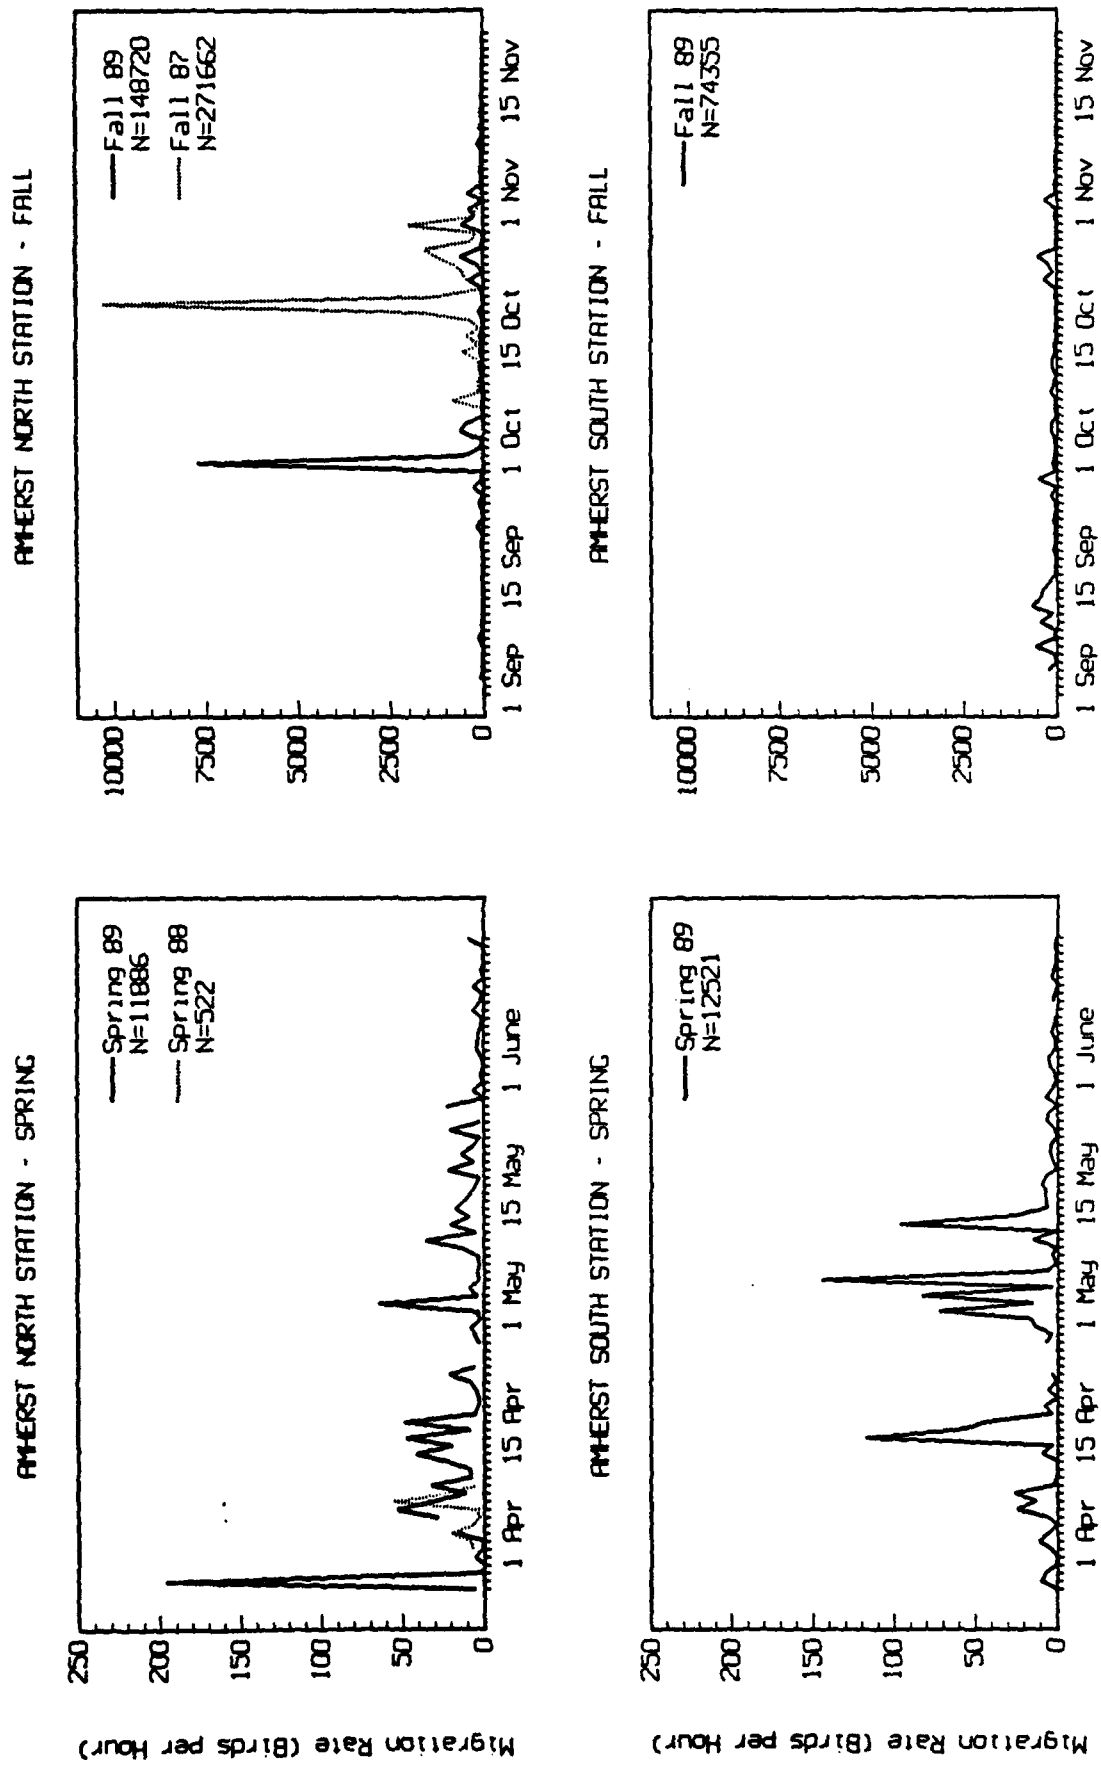 AMHERST NORTH STATION - SPRING
Migration Rate (Birds per Hour)
250
200
150
100
50
0
Spring 89
N=11886
Spring 88
N=522
1 Apr 15 Apr 1 May 15 May 1 June
AMHERST NORTH STATION - FALL
10000
7500
5000
2500
0
Fall 89
N=148720
Fall 87
N=271662
1 Sep 15 Sep 1 Oct 15 Oct 1 Nov 15 Nov
AMHERST SOUTH STATION - SPRING
Migration Rate (Birds per Hour)
250
200
150
100
50
0
Spring 89
N=12521
1 Apr 15 Apr 1 May 15 May 1 June
AMHERST SOUTH STATION - FALL
10000
7500
5000
2500
0
Fall 89
N=74355
1 Sep 15 Sep 1 Oct 15 Oct 1 Nov 15 Nov